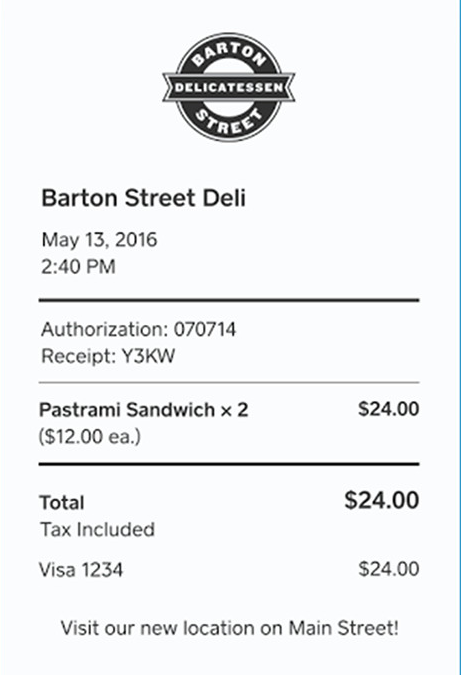 BARTON
DELICATESSEN
STREET
Barton Street Deli
May 13, 2016
2:40 PM
Authorization: 070714
Receipt: Y3KW
Pastrami Sandwich × 2 $24.00
($12.00 ea.)
Total $24.00
Tax Included
Visa 1234 $24.00
Visit our new location on Main Street!